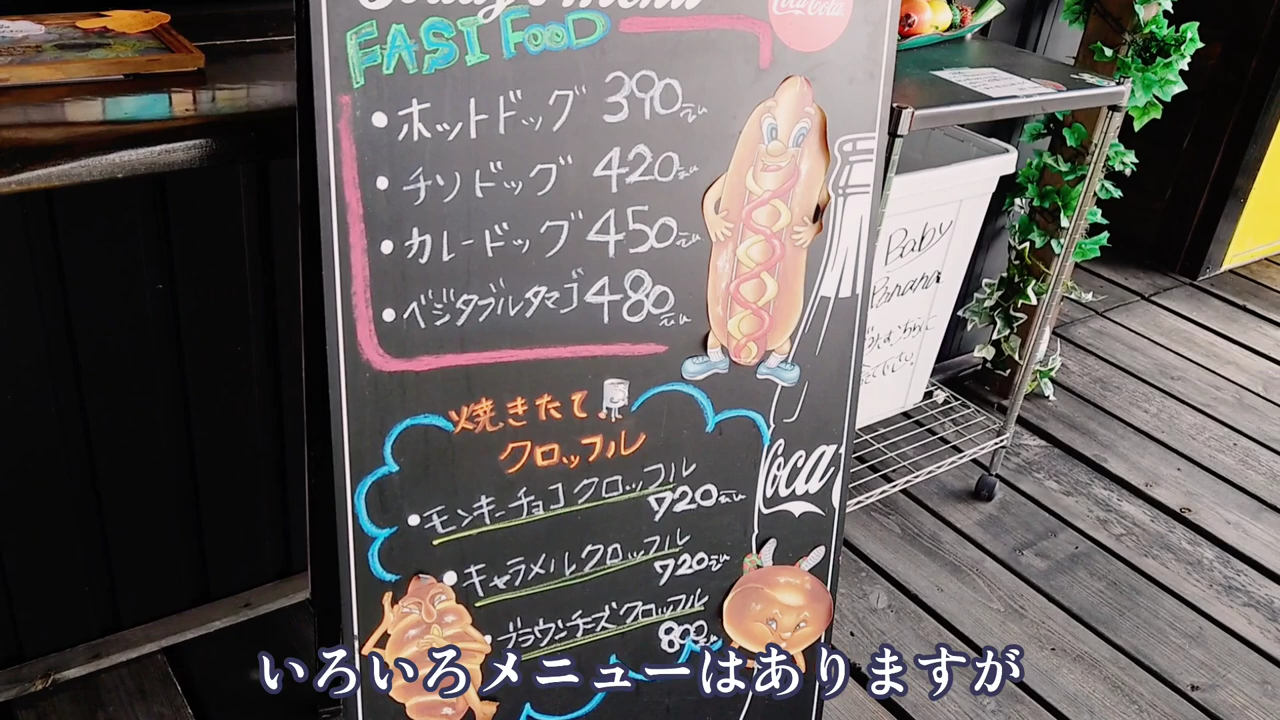 Today's menu
Coca-Cola
FAST FOOD
・ホットドッグ 390えん
・チリドッグ 420えん
・カレードッグ 450えん
・ベジタブルタマゴ 480えん
焼きたて
クロッフル
・モンキーチョコクロッフル
720えん
・キャラメルクロッフル
720えん
・ブラウンチーズクロッフル
800えん
Coca
Baby
Banana
いろいろメニューはありますが